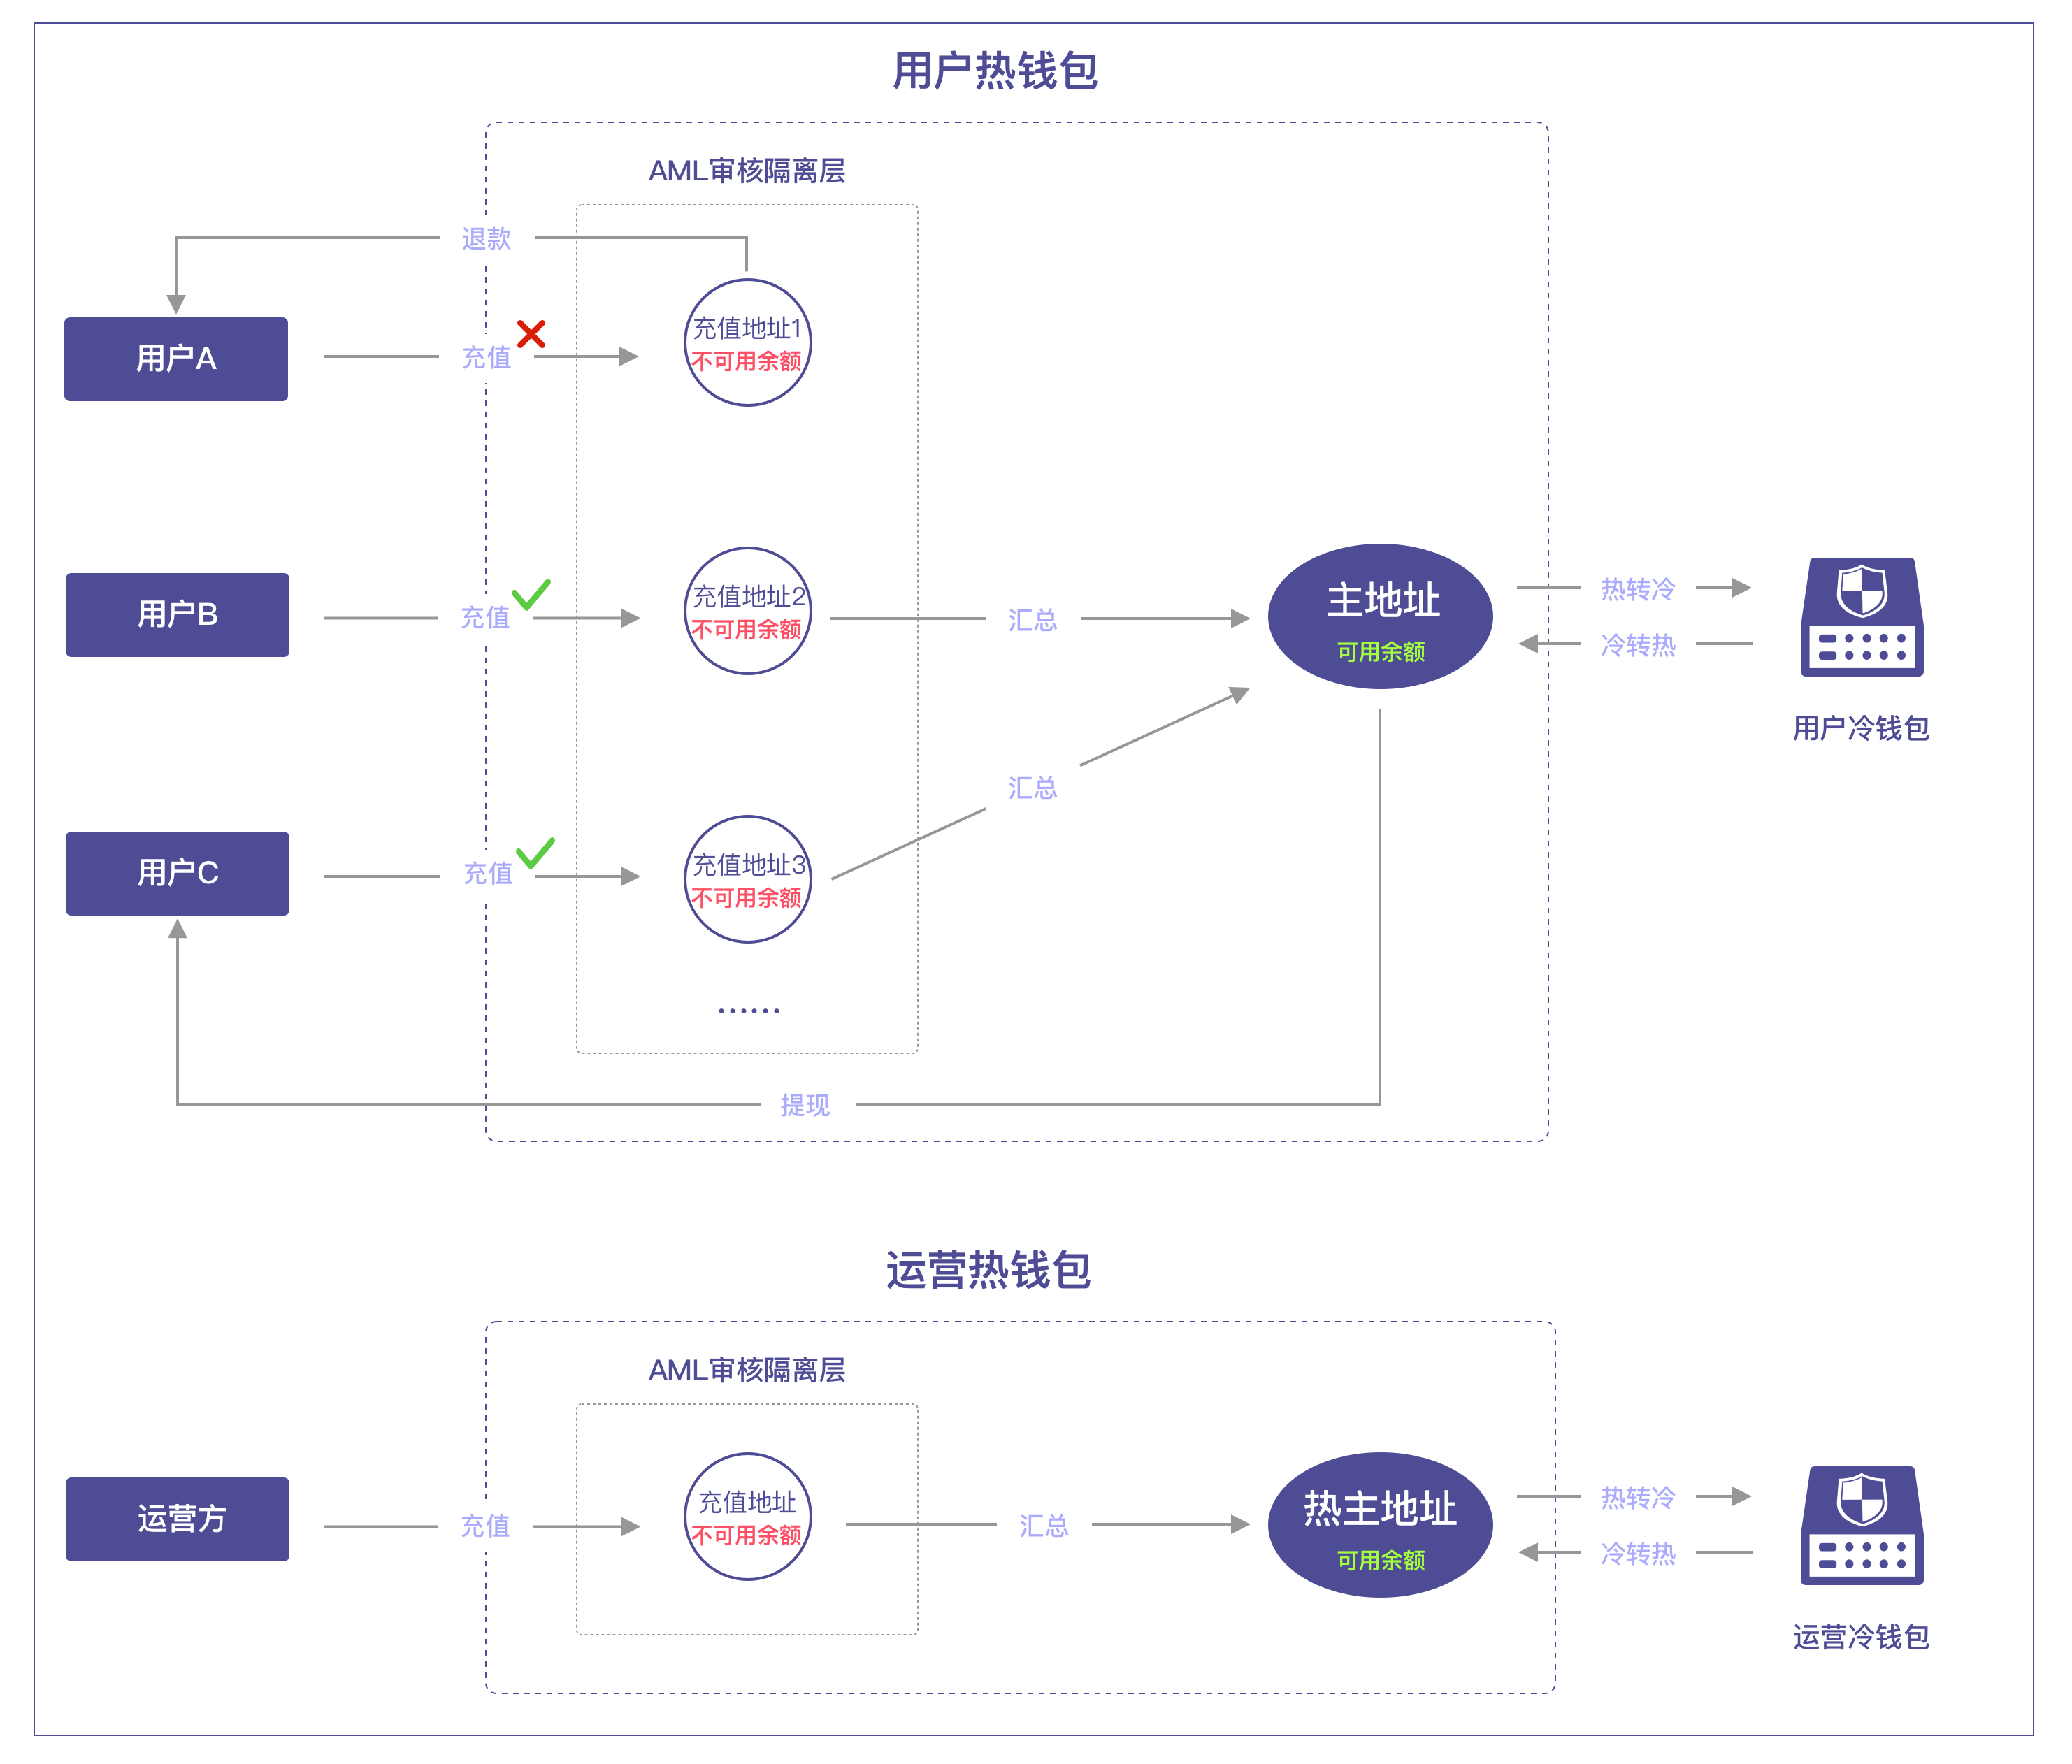 用户热钱包
AML审核隔离层
退款
用户A
充值
充值地址1
不可用余额
用户B
充值
充值地址2
不可用余额
汇总
主地址
可用余额
热转冷
冷转热
用户冷钱包
汇总
用户C
充值
充值地址3
不可用余额
......
提现
运营热钱包
AML审核隔离层
运营方
充值
充值地址
不可用余额
汇总
热主地址
可用余额
热转冷
冷转热
运营冷钱包